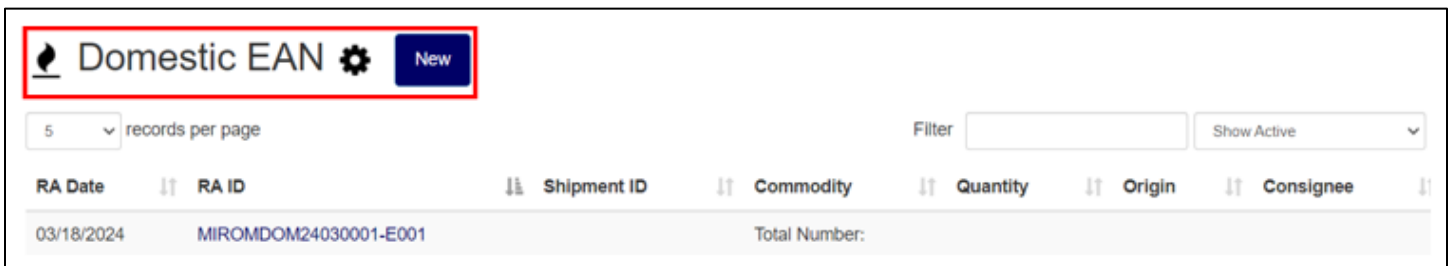 Domestic EAN New
5 records per page Filter Show Active
RA Date RA ID Shipment ID Commodity Quantity Origin Consignee
03/18/2024 MIROMDOM24030001-E001 Total Number: